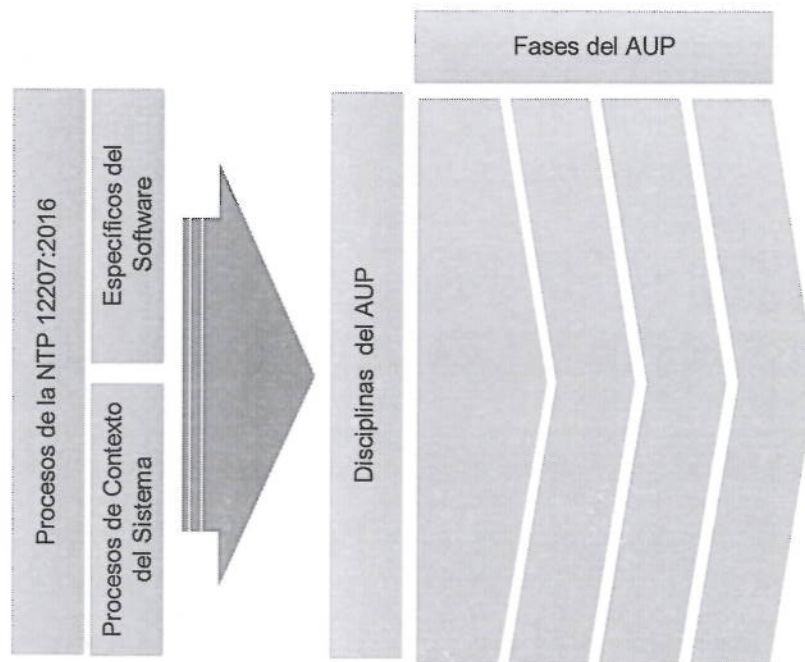 Fases del AUP
Procesos de la NTP 12207:2016
Específicos del
Software
Procesos de Contexto
del Sistema
Disciplinas del AUP